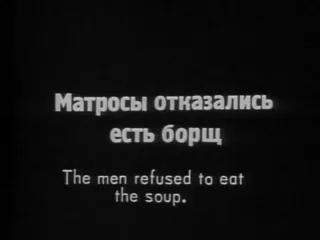 Матросы отказались
есть борщ
The men refused to eat
the soup.